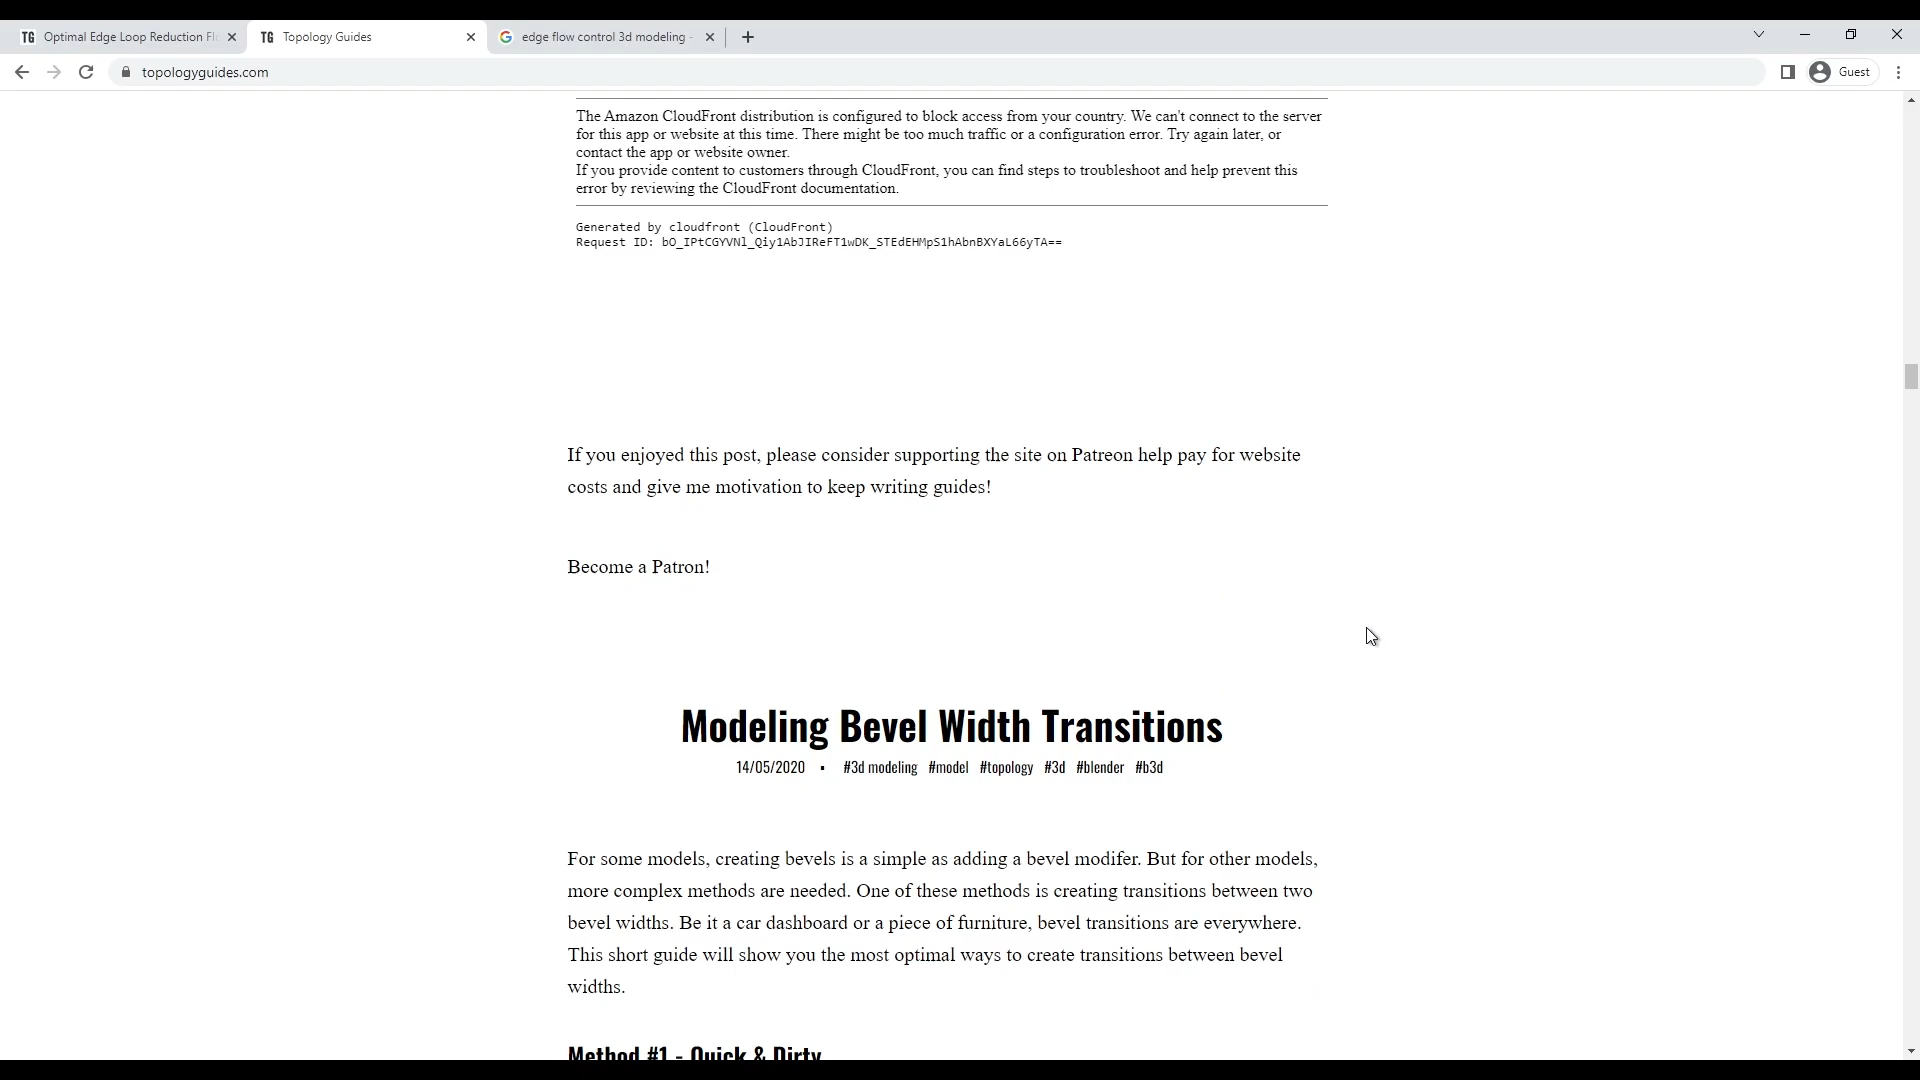 TG Optimal Edge Loop Reduction Fl
TG Topology Guides
edge flow control 3d modeling -
topologyguides.com
Guest
The Amazon CloudFront distribution is configured to block access from your country. We can't connect to the server
for this app or website at this time. There might be too much traffic or a configuration error. Try again later, or
contact the app or website owner.
If you provide content to customers through CloudFront, you can find steps to troubleshoot and help prevent this
error by reviewing the CloudFront documentation.
Generated by cloudfront (CloudFront)
Request ID: bO_IPtCGYVNl_Qiy1AbJIReFT1wDK_STEdEHMpS1hAbnBXYaL66yTA==
If you enjoyed this post, please consider supporting the site on Patreon help pay for website
costs and give me motivation to keep writing guides!
Become a Patron!
Modeling Bevel Width Transitions
14/05/2020 • #3d modeling #model #topology #3d #blender #b3d
For some models, creating bevels is a simple as adding a bevel modifer. But for other models,
more complex methods are needed. One of these methods is creating transitions between two
bevel widths. Be it a car dashboard or a piece of furniture, bevel transitions are everywhere.
This short guide will show you the most optimal ways to create transitions between bevel
widths.
Method #1 - Quick & Dirty